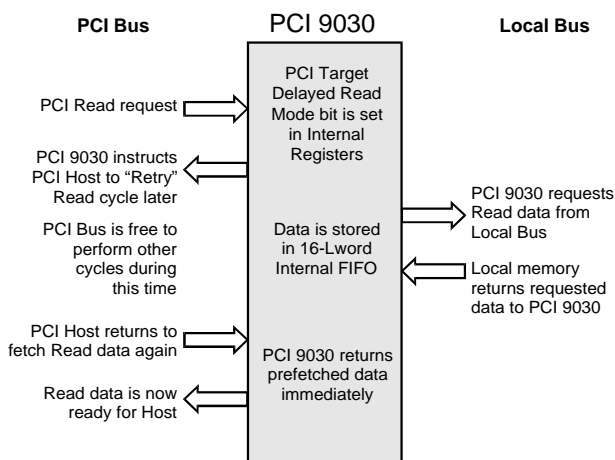 PCI Bus
PCI 9030
Local Bus
PCI Target
Delayed Read
Mode bit is set
in Internal
Registers
PCI Read request
PCI 9030 instructs
PCI Host to “Retry”
Read cycle later
PCI 9030 requests
Read data from
Local Bus
PCI Bus is free to
perform other
cycles during
this time
Data is stored
in 16-Lword
Internal FIFO
Local memory
returns requested
data to PCI 9030
PCI Host returns to
fetch Read data again
PCI 9030 returns
prefetched data
immediately
Read data is now
ready for Host